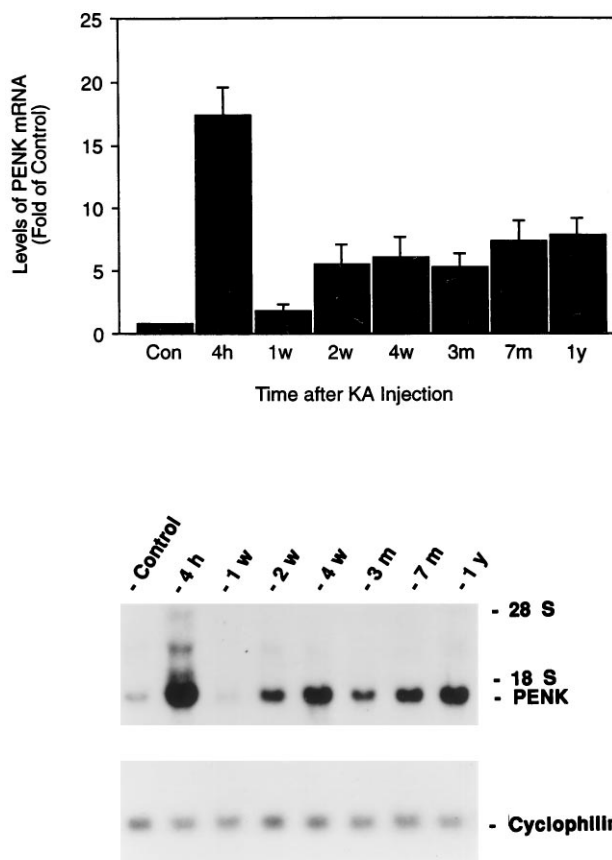 Levels of PENK mRNA
(Fold of Control)
25
20
15
10
5
0
Con 4h 1w 2w 4w 3m 7m 1y
Time after KA Injection
- Control - 4 h - 1 w - 2 w - 4 w - 3 m - 7 m - 1 y
- 28 S
- 18 S
- PENK
- Cyclophilin